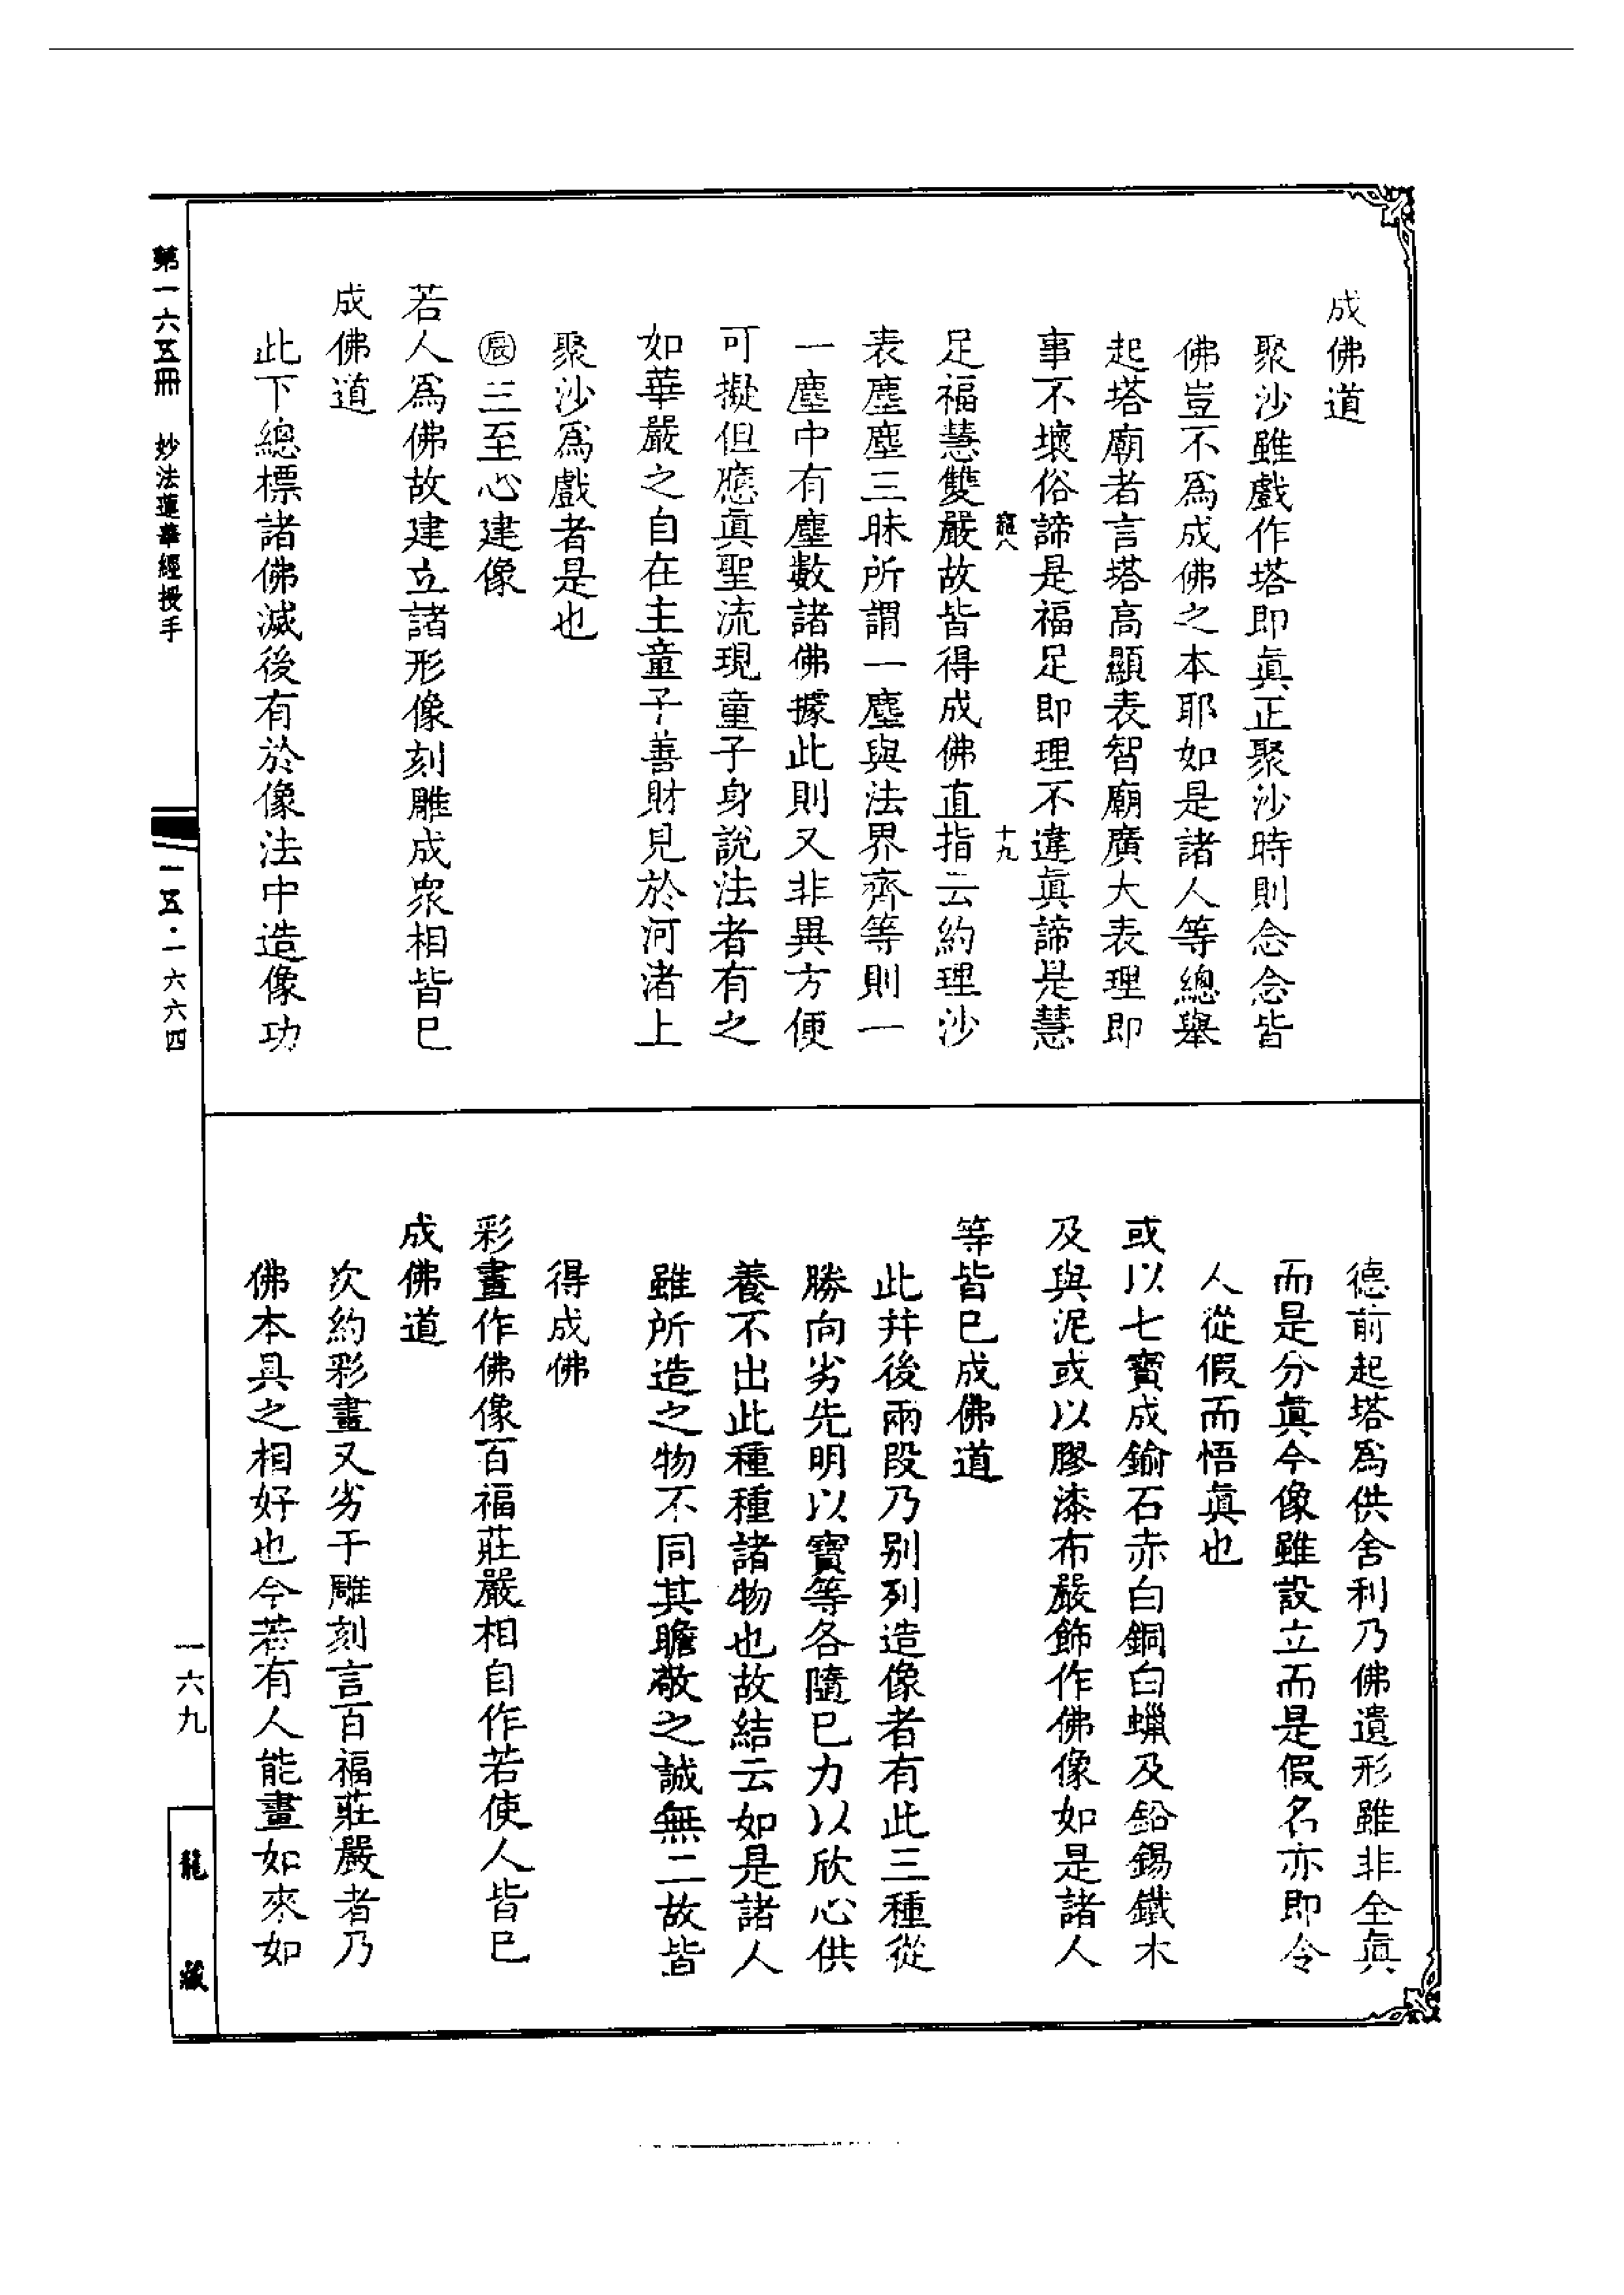 成佛道
聚沙雖戲作塔即眞正聚沙時則念念皆
佛豈不爲成佛之本耶如是諸人等總舉
起塔廟者言塔高顯表智廟廣大表理即
事不壞俗諦是福足即理不違眞諦是慧
十九
足福慧雙嚴故皆得成佛直指云約理沙
表塵塵三昧所謂一塵與法界齊等則一
一塵中有塵數諸佛據此則又非異方便
可擬但應眞聖流現童子身說法者有之
如華嚴之自在主童子善財見於河渚上
聚沙爲戲者是也
㊁三至心建像
若人爲佛故建立諸形像刻雕成衆相皆已
成佛道
此下總標諸佛滅後有於像法中造像功
德前起塔爲供舍利乃佛遺形雖非全眞
而是分眞今像雖設立而是假名亦即令
人從假而悟眞也
或以七寶成鍮石赤白銅白蠟及鉛錫鐵木
及與泥或以膠漆布嚴飾作佛像如是諸人
等皆已成佛道
此幷後兩段乃别列造像者有此三種從
勝向劣先明以寶等各隨已力以欣心供
養不出此種種諸物也故結云如是諸人
雖所造之物不同其瞻敬之誠無二故皆
得成佛
彩畫作佛像百福莊嚴相自作若使人皆已
成佛道
次約彩畫又劣于雕刻言百福莊嚴者乃
佛本具之相好也今若有人能畫如來如
第一六五冊 妙法蓮華經授手
一五·一六六四
一六九
龍藏